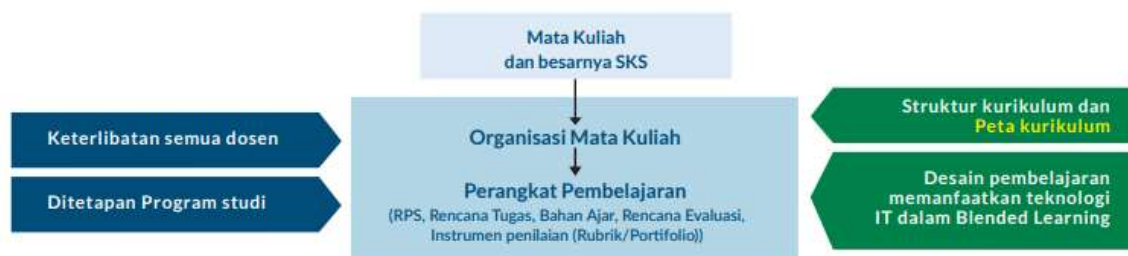 Mata Kuliah
dan besarnya SKS
Keterlibatan semua dosen
Ditetapan Program studi
Organisasi Mata Kuliah
Perangkat Pembelajaran
(RPS, Rencana Tugas, Bahan Ajar, Rencana Evaluasi,
Instrumen penilaian (Rubrik/Portifolio))
Struktur kurikulum dan
Peta kurikulum
Desain pembelajaran
memanfaatkan teknologi
IT dalam Blended Learning